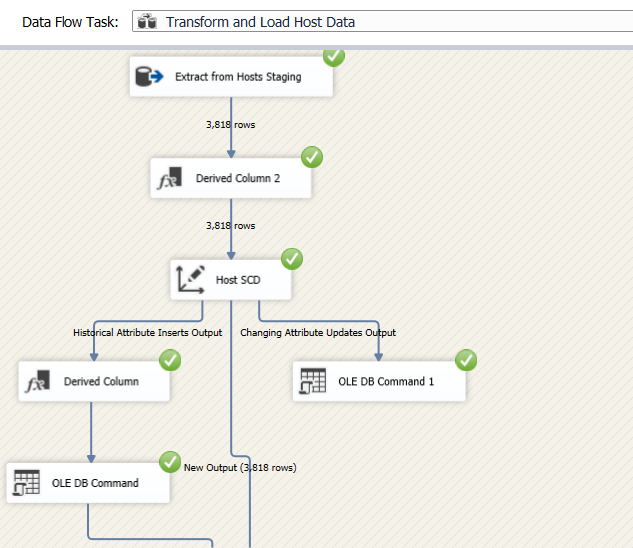 Data Flow Task: Transform and Load Host Data
Extract from Hosts Staging
3,818 rows
Derived Column 2
3,818 rows
Host SCD
Historical Attribute Inserts Output
Changing Attribute Updates Output
Derived Column
OLE DB Command 1
New Output (3,818 rows)
OLE DB Command